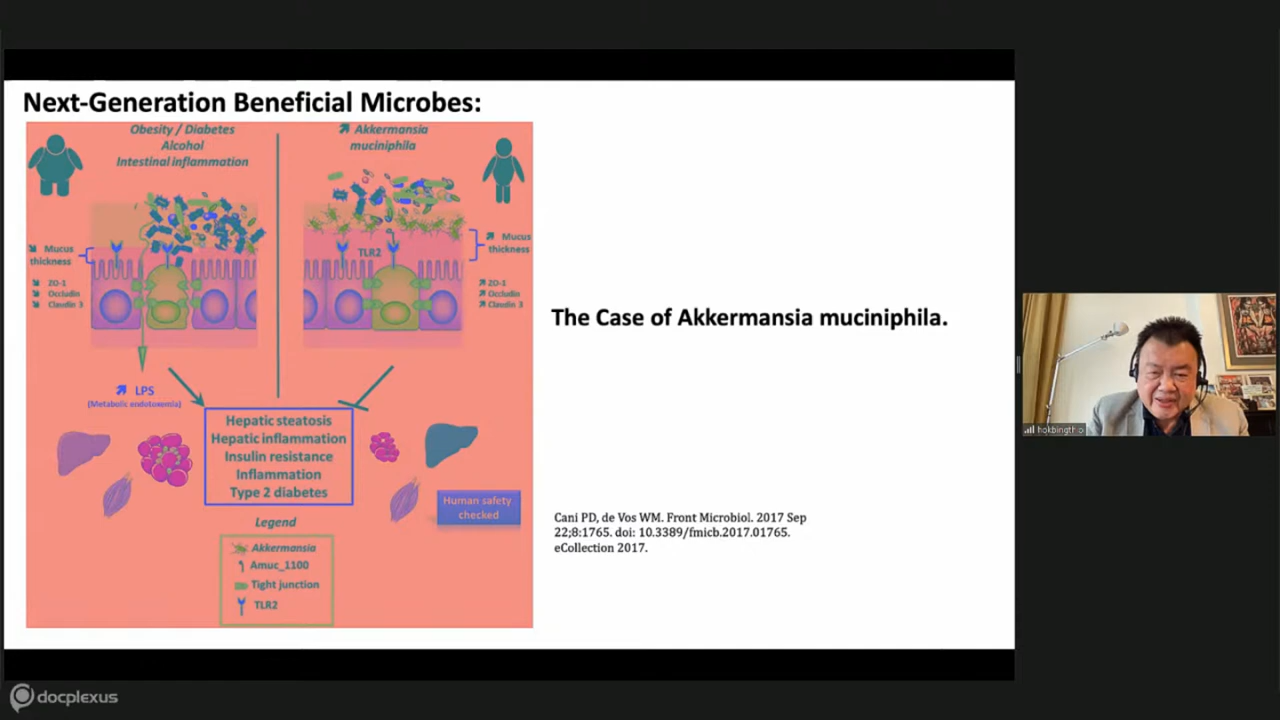 Next-Generation Beneficial Microbes:
Obesity / Diabetes
Alcohol
Intestinal inflammation
Akkermansia
muciniphila
Mucus
thickness
ZO-1
Occludin
Claudin 3
TLR2
Mucus
thickness
ZO-1
Occludin
Claudin 3
LPS
(Metabolic endotoxemia)
Hepatic steatosis
Hepatic inflammation
Insulin resistance
Inflammation
Type 2 diabetes
Human safety
checked
Legend
Akkermansia
Amuc_1100
Tight junction
TLR2
The Case of Akkermansia muciniphila.
Cani PD, de Vos WM. Front Microbiol. 2017 Sep
22;8:1765. doi: 10.3389/fmicb.2017.01765.
eCollection 2017.
docplexus